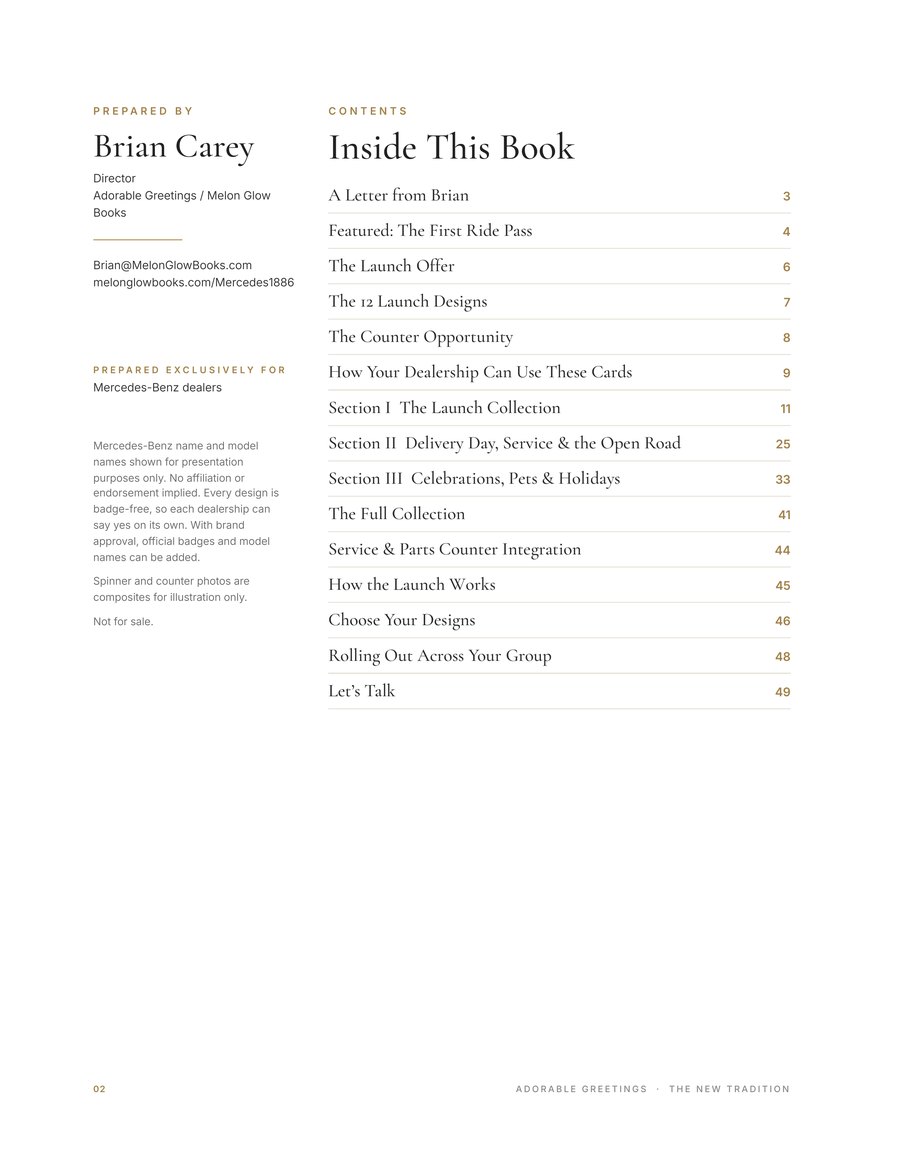 PREPARED BY
Brian Carey
Director
Adorable Greetings / Melon Glow
Books
Brian@MelonGlowBooks.com
melonglowbooks.com/Mercedes1886
PREPARED EXCLUSIVELY FOR
Mercedes-Benz dealers
Mercedes-Benz name and model
names shown for presentation
purposes only. No affiliation or
endorsement implied. Every design is
badge-free, so each dealership can
say yes on its own. With brand
approval, official badges and model
names can be added.
Spinner and counter photos are
composites for illustration only.
Not for sale.
CONTENTS
Inside This Book
A Letter from Brian 3
Featured: The First Ride Pass 4
The Launch Offer 6
The 12 Launch Designs 7
The Counter Opportunity 8
How Your Dealership Can Use These Cards 9
Section I The Launch Collection 11
Section II Delivery Day, Service & the Open Road 25
Section III Celebrations, Pets & Holidays 33
The Full Collection 41
Service & Parts Counter Integration 44
How the Launch Works 45
Choose Your Designs 46
Rolling Out Across Your Group 48
Let’s Talk 49
02
ADORABLE GREETINGS · THE NEW TRADITION